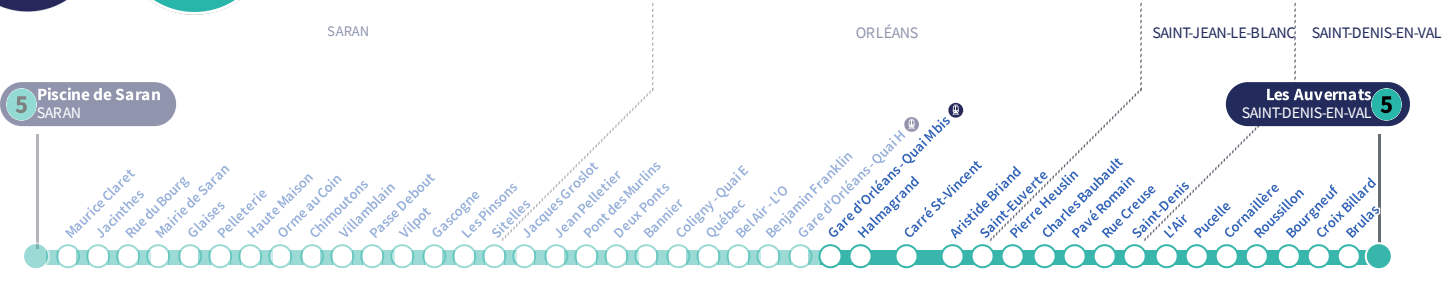 SARAN
ORLÉANS
SAINT-JEAN-LE-BLANC
SAINT-DENIS-EN-VAL
5
Piscine de Saran
SARAN
Les Auvernats
SAINT-DENIS-EN-VAL
5
Maurice Claret
Jacinthes
Rue du Bourg
Mairie de Saran
Glaises
Pelleterie
Haute Maison
Orme au Coin
Chimoutons
Villamblain
Passe Debout
Vilpot
Gascogne
Les Pinsons
Sitelles
Jacques Groslot
Jean Pelletier
Pont des Murlins
Deux Ponts
Bannier
Coligny - Quai E
Québec
Bel Air - L'O
Benjamin Franklin
Gare d'Orléans - Quai H
Gare d'Orléans - Quai Mbis
Halmagrand
Carré St-Vincent
Aristide Briand
Saint-Euverte
Pierre Heuslin
Charles Baubault
Pavé Romain
Rue Creuse
Saint-Denis
L'Air
Pucelle
Cornaillère
Roussillon
Bourgneuf
Croix Billard
Brulas